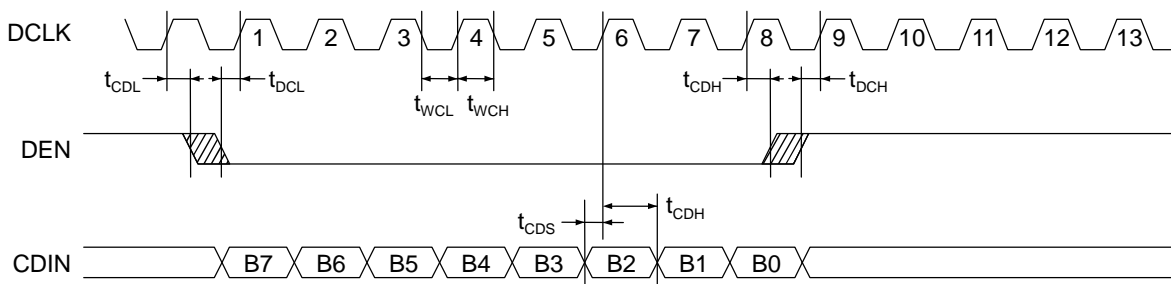 DCLK 1 2 3 4 5 6 7 8 9 10 11 12 13
tCDL tDCL tWCL tWCH tCDH tDCH
DEN
tCDS tCDH
CDIN B7 B6 B5 B4 B3 B2 B1 B0